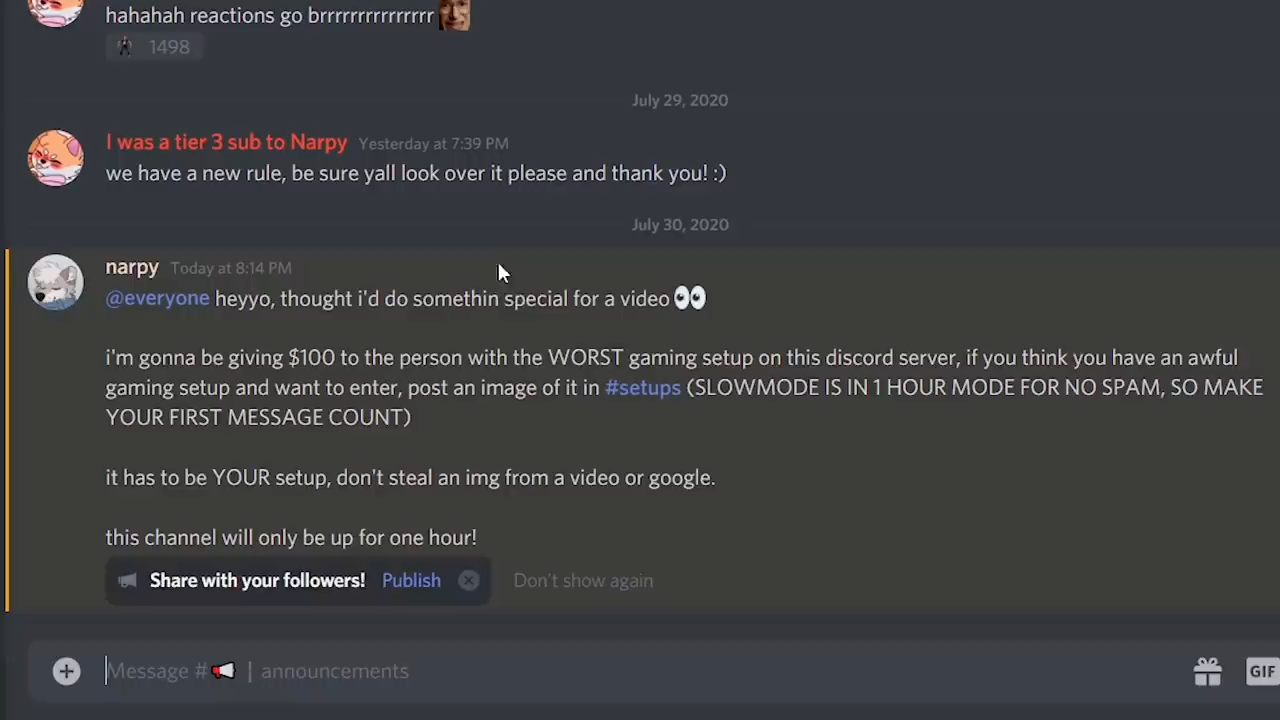 hahahah reactions go brrrrrrrrrrrrrr
1498
July 29, 2020
I was a tier 3 sub to Narpy Yesterday at 7:39 PM
we have a new rule, be sure yall look over it please and thank you! :)
July 30, 2020
narpy Today at 8:14 PM
@everyone heyyo, thought i'd do somethin special for a video 👀
i'm gonna be giving $100 to the person with the WORST gaming setup on this discord server, if you think you have an awful
gaming setup and want to enter, post an image of it in #setups (SLOWMODE IS IN 1 HOUR MODE FOR NO SPAM, SO MAKE
YOUR FIRST MESSAGE COUNT)
it has to be YOUR setup, don't steal an img from a video or google.
this channel will only be up for one hour!
Share with your followers! Publish Don't show again
Message #📢 | announcements GIF